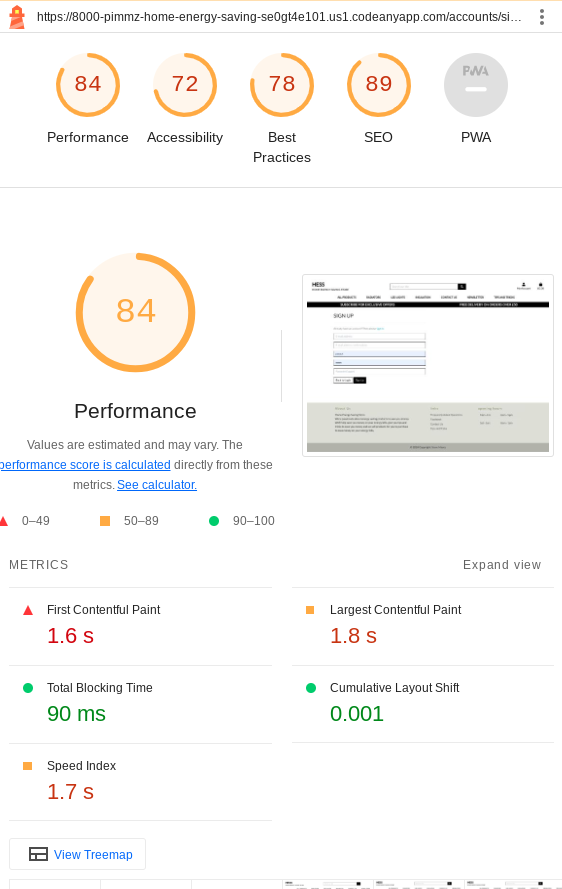 https://8000-pimmz-home-energy-saving-se0gt4e101.us1.codeanyapp.com/accounts/si…
84
72
78
89
PWA
Performance
Accessibility
Best
Practices
SEO
PWA
84
HESS
SIGN UP
Performance
Values are estimated and may vary. The
performance score is calculated directly from these
metrics. See calculator.
0–49
50–89
90–100
METRICS
Expand view
First Contentful Paint
1.6 s
Largest Contentful Paint
1.8 s
Total Blocking Time
90 ms
Cumulative Layout Shift
0.001
Speed Index
1.7 s
View Treemap